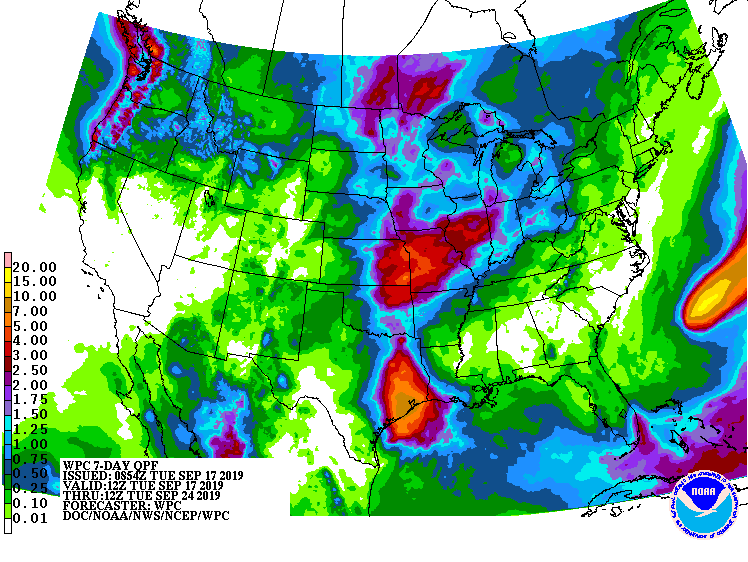 20.00
15.00
10.00
7.00
5.00
4.00
3.00
2.50
2.00
1.75
1.50
1.25
1.00
0.75
0.50
0.25
0.10
0.01
WPC 7-DAY QPF
ISSUED: 0854Z TUE SEP 17 2019
VALID:12Z TUE SEP 17 2019
THRU:12Z TUE SEP 24 2019
FORECASTER: WPC
DOC/NOAA/NWS/NCEP/WPC
NOAA